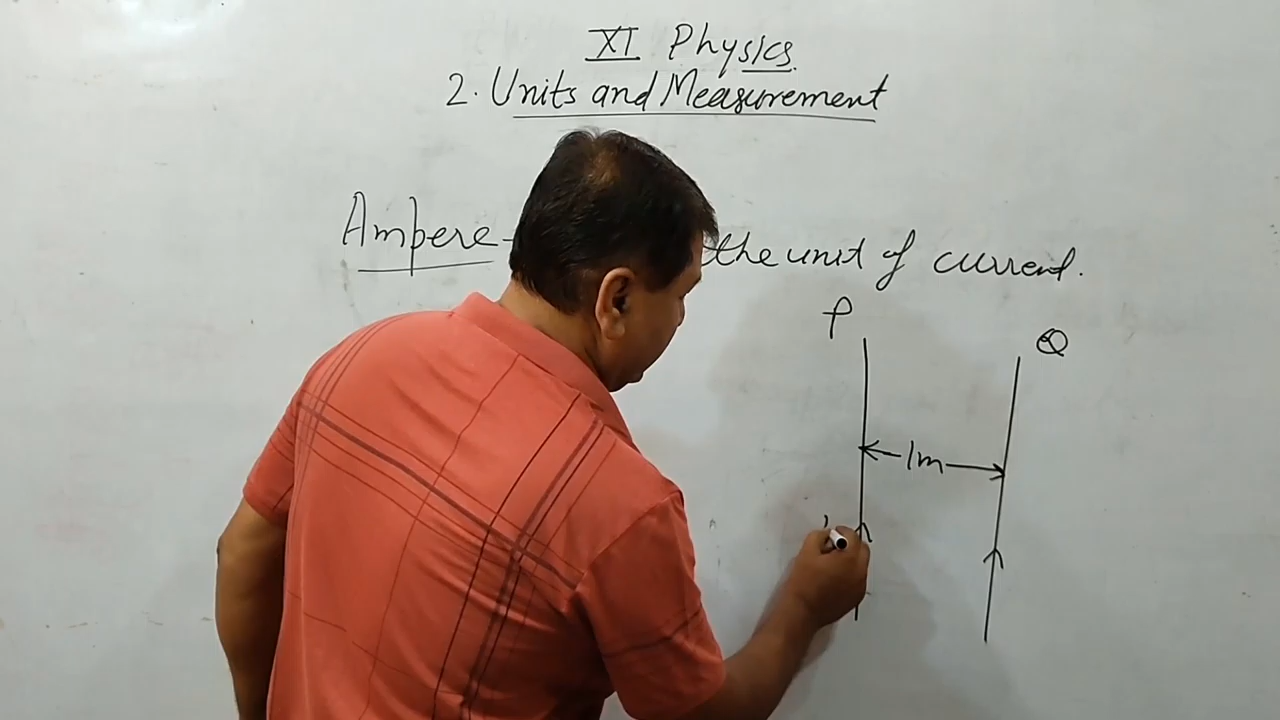 XI Physics
2. Units and Measurement
Ampere- the unit of current.
P
Q
1m